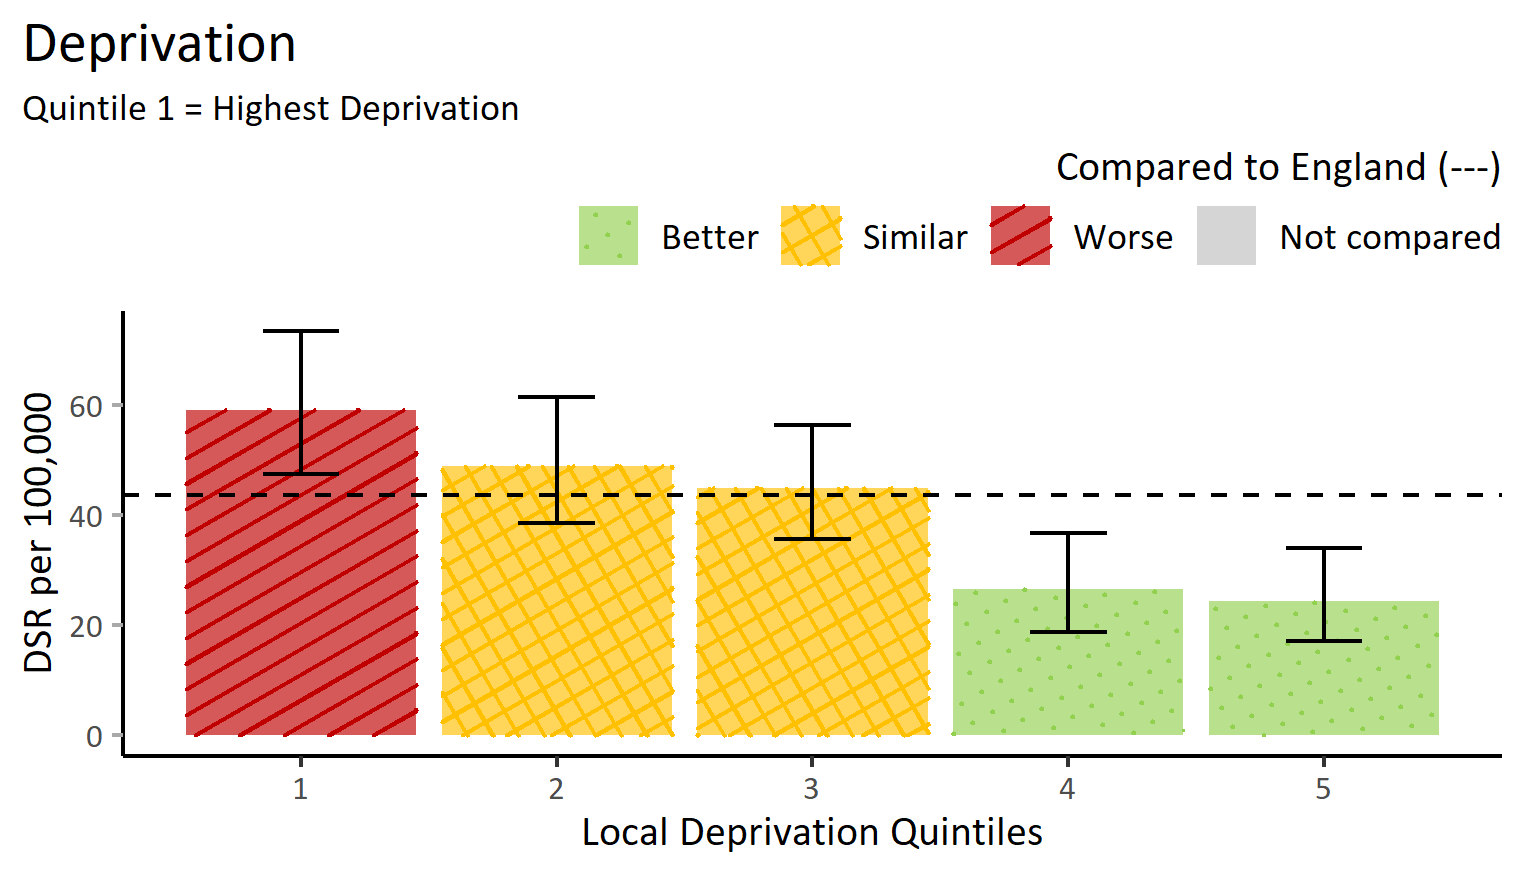 Deprivation
Quintile 1 = Highest Deprivation
Compared to England (---)
Better Similar Worse Not compared
DSR per 100,000
60
40
20
0
1 2 3 4 5
Local Deprivation Quintiles